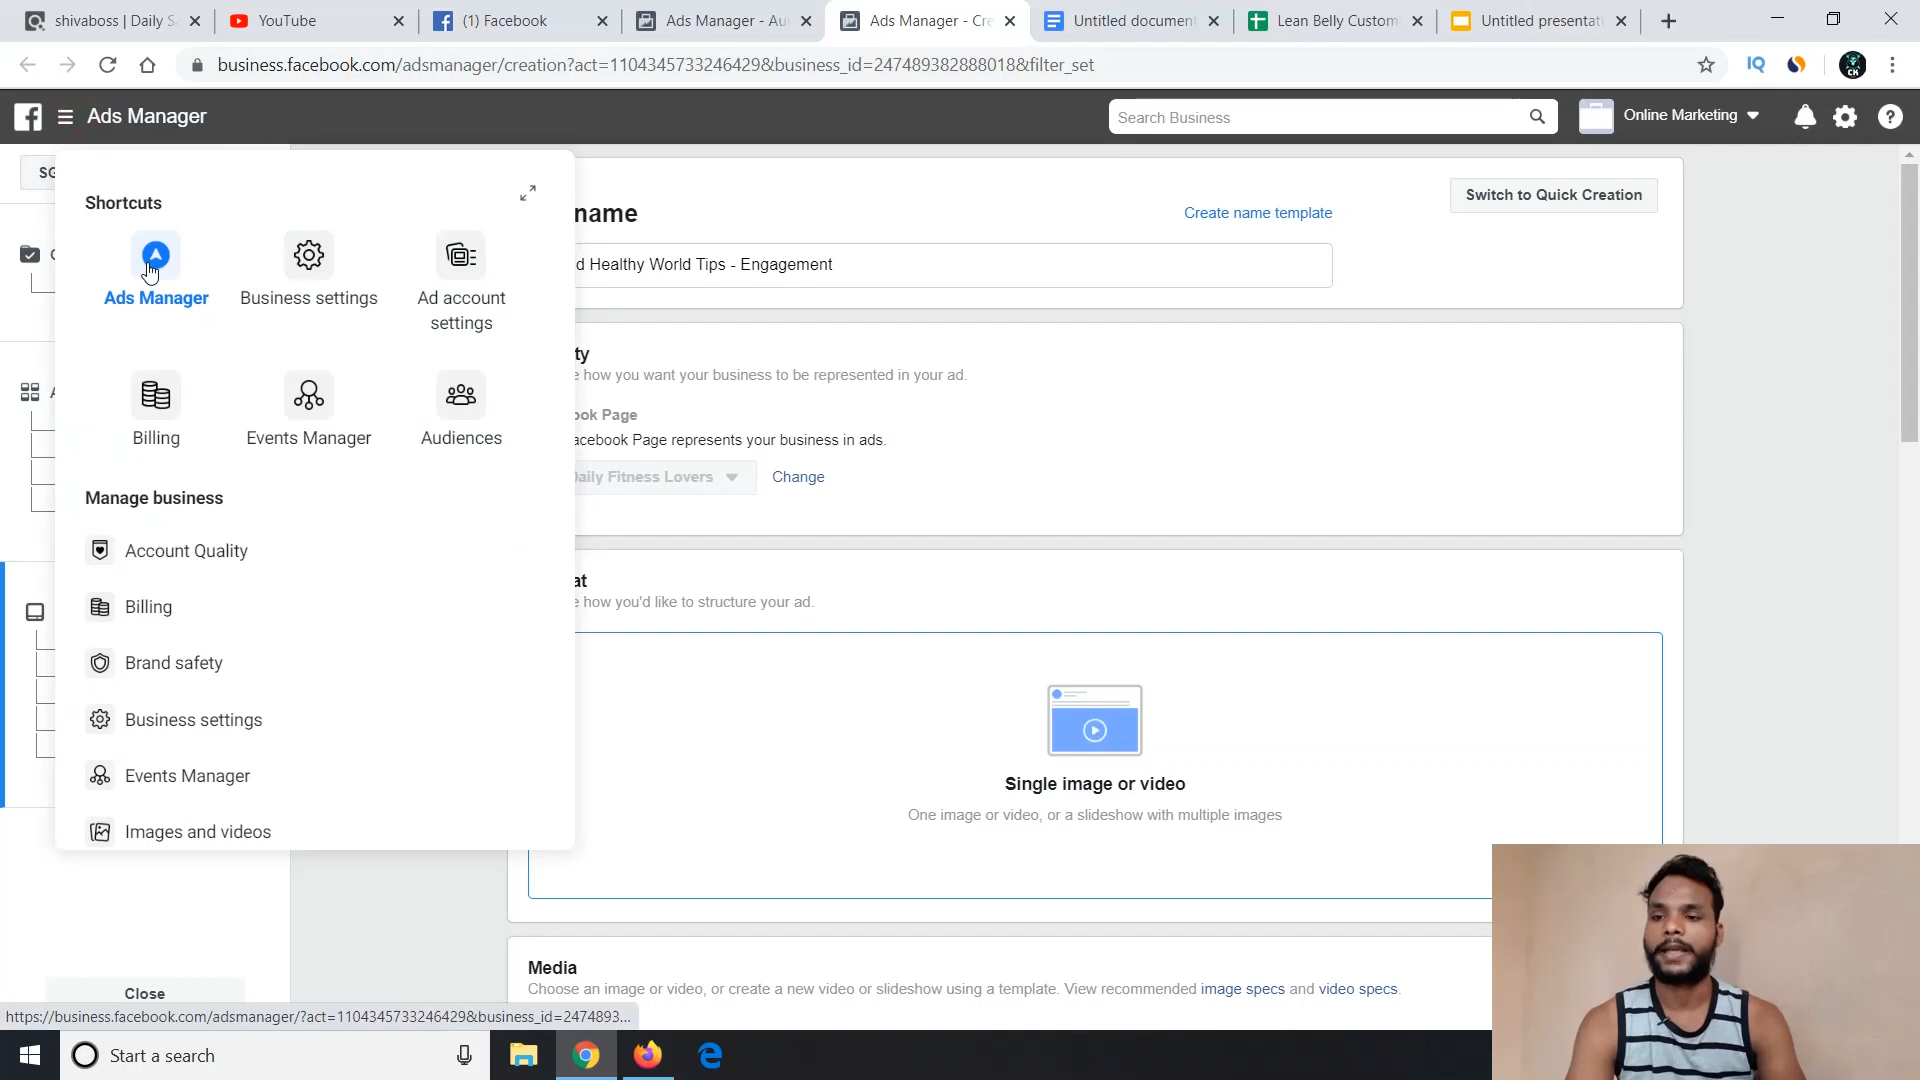 shivaboss | Daily S
YouTube
(1) Facebook
Ads Manager - Au
Ads Manager - Cre
Untitled document
Lean Belly Custom
Untitled presentat
business.facebook.com/adsmanager/creation?act=1104345733246429&business_id=247489382888018&filter_set
IQ
CK
Ads Manager
Search Business
Online Marketing
SG
Shortcuts
Ads Manager
Business settings
Ad account
settings
Billing
Events Manager
Audiences
Manage business
Account Quality
Billing
Brand safety
Business settings
Events Manager
Images and videos
Close
name
Create name template
Switch to Quick Creation
d Healthy World Tips - Engagement
ty
e how you want your business to be represented in your ad.
ook Page
acebook Page represents your business in ads.
Daily Fitness Lovers
Change
at
e how you'd like to structure your ad.
Single image or video
One image or video, or a slideshow with multiple images
Media
Choose an image or video, or create a new video or slideshow using a template. View recommended image specs and video specs.
https://business.facebook.com/adsmanager/?act=1104345733246429&business_id=2474893...
Start a search